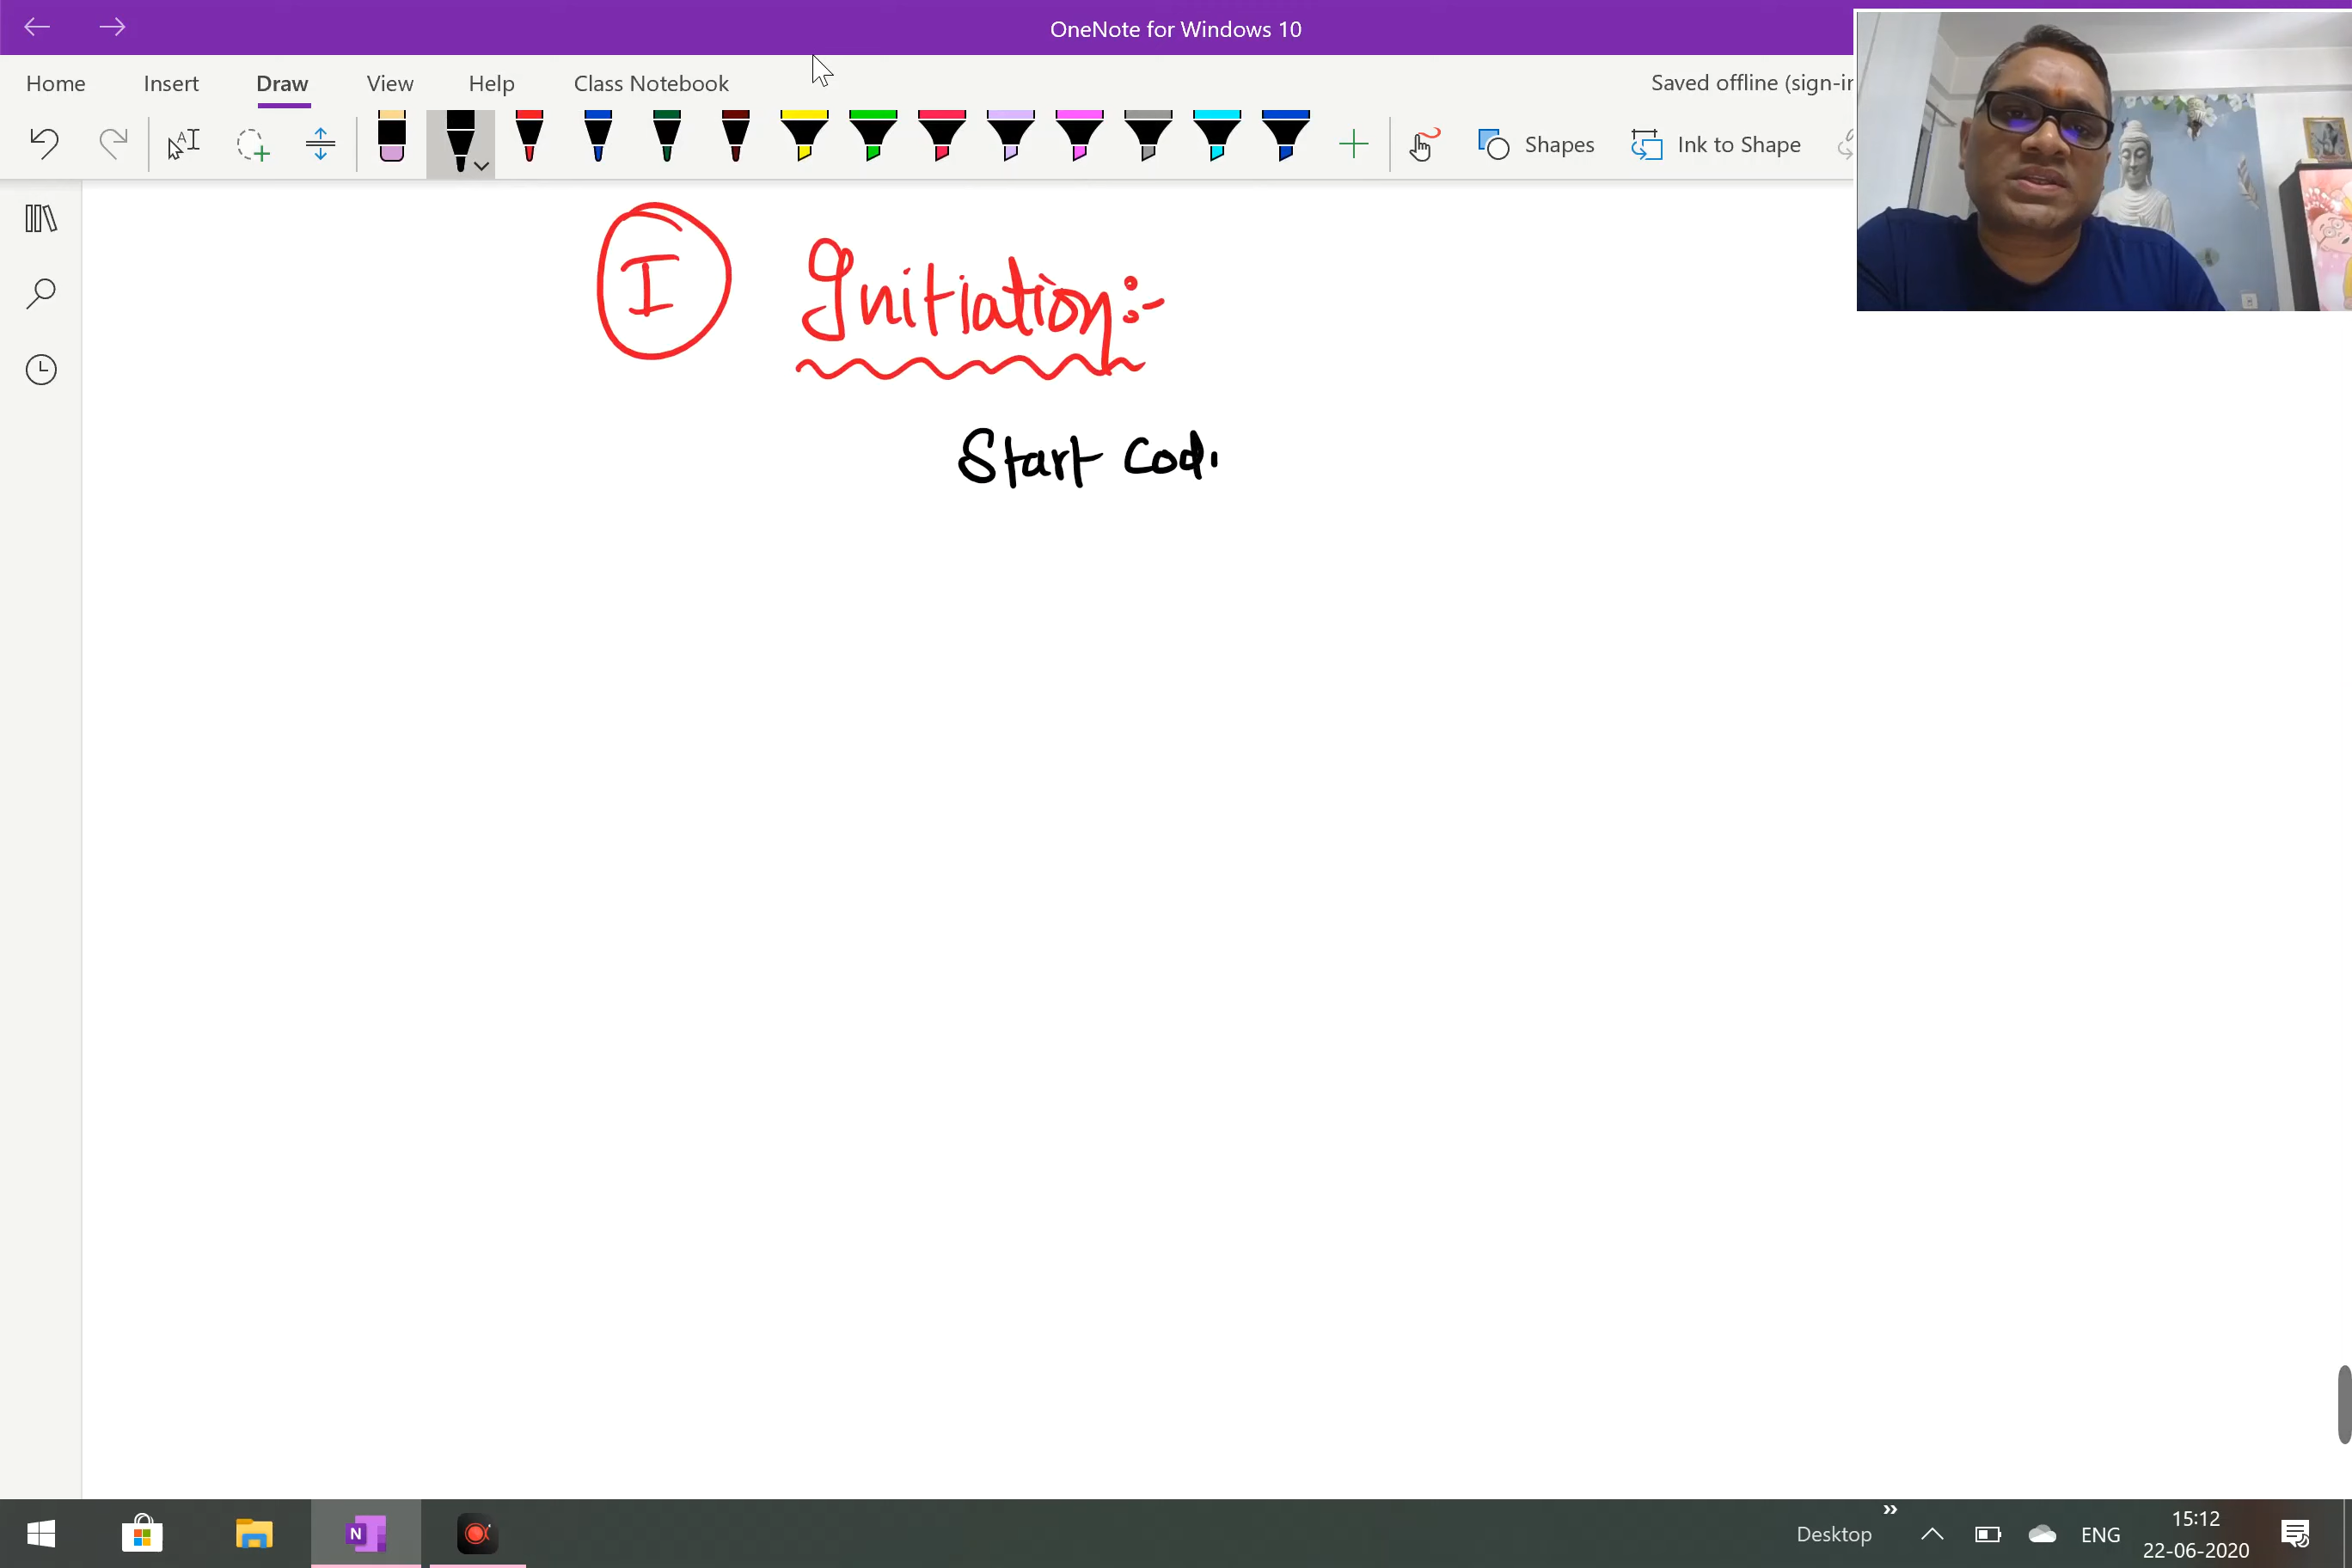 OneNote for Windows 10
Home Insert Draw View Help Class Notebook
Saved offline (sign-in
Shapes Ink to Shape
I Initiation:-
Start Cod
N
Desktop ENG 15:12
22-06-2020